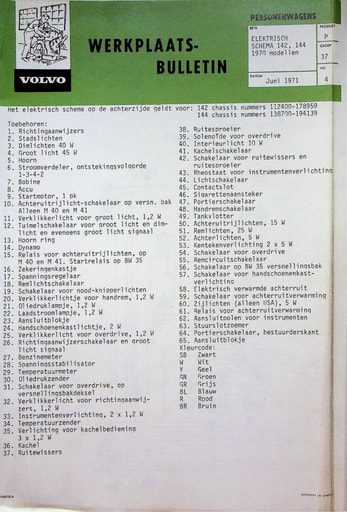 PERSONENWAGENS
VOLVO
WERKPLAATS-
BULLETIN
BETR.
ELEKTRISCH
SCHEMA 142, 144
1970 modellen
PRODUKT
P
GROEP
37
NO
4
DATUM
Juni 1971
Het elektrisch schema op de achterzijde geldt voor: 142 chassis nummers 112400-178959
144 chassis nummers 138700-194139
Toebehoren:
1. Richtingaanwijzers
2. Stadslichten
3. Dimlichten 40 W
4. Groot licht 45 W
5. Hoorn
6. Stroomverdeler, ontstekingsvolgorde
1-3-4-2
7. Bobine
8. Accu
9. Startmotor, 1 pk
10. Achteruitrijlicht-schakelaar op versn. bak
Alleen M 40 en M 41
11. Verklikkerlicht voor groot licht, 1,2 W
12. Tuimelschakelaar voor groot licht en dim-
licht en eveneens groot licht signaal
13. Hoorn ring
14. Dynamo
15. Relais voor achteruitrijlichten, op
M 40 en M 41. Startrelais op BW 35
16. Zekeringenkastje
17. Spanningsregelaar
18. Remlichtschakelaar
19. Schakelaar voor nood-knipperlichten
20. Verklikkerlichtje voor handrem, 1,2 W
21. Oliedruklampje, 1,2 W
22. Laadstroomlampje, 1,2 W
23. Aansluitblokje
24. Handschoenenkastlichtje, 2 W
25. Verklikkerlicht voor overdrive, 1,2 W
26. Richtingaanwijzerschakelaar en groot
licht signaal
27. Benzinemeter
28. Spanningsstabilisator
29. Temperatuurmeter
30. Oliedrukzender
31. Schakelaar voor overdrive, op
versnellingsbakdeksel
32. Verklikkerlicht voor richtingaanwij-
zers, 1,2 W
33. Instrumentenverlichting, 2 x 1,2 W
34. Temperatuurzender
35. Verlichting voor kachelbediening
3 x 1,2 W
36. Kachel
37. Ruitewissers
38. Ruitesproeier
39. Solenoïde voor overdrive
40. Interieurlicht 10 W
41. Kachelschakelaar
42. Schakelaar voor ruitewissers en
ruitesproeier
43. Rheostaat voor instrumentenverlichting
44. Lichtschakelaar
45. Contactslot
46. Sigarettenaansteker
47. Portierschakelaar
48. Handremschakelaar
49. Tankvlotter
50. Achteruitrijlichten, 15 W
51. Remlichten, 25 W
52. Achterlichten, 5 W
53. Kentekenverlichting 2 x 5 W
54. Schakelaar voor overdrive
55. Remcircuitschakelaar
56. Schakelaar op BW 35 versnellingsbak
57. Schakelaar voor handschoenenkast-
verlichting
58. Elektrisch verwarmde achterruit
59. Schakelaar voor achterruitverwarming
60. Zijlichten (alleen USA), 5 W
61. Relais voor achterruitverwarming
62. Aansluitpolen voor instrumenten
63. Stuurslotzoemer
64. Portierschakelaar, bestuurderskant
65. Aansluitblokje
Kleurcode:
SB Zwart
W Wit
Y Geel
GN Groen
GR Grijs
BL Blauw
R Rood
BR Bruin